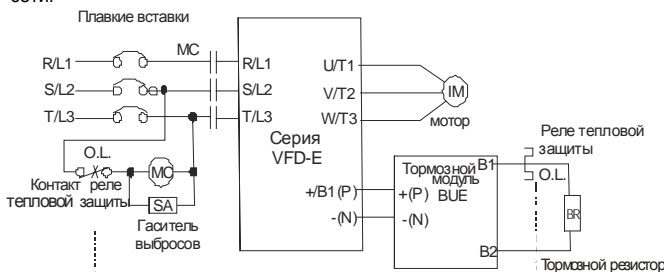 сети.
Плавкие вставки
MC
R/L1 R/L1 U/T1
S/L2 S/L2 V/T2 IM
T/L3 T/L3 W/T3 мотор
Серия
VFD-E
O.L.
MC
Контакт реле
тепловой защиты
SA
Гаситель
выбросов
+/B1(P)
-(N)
Тормозной
модуль
BUE
+(P)
-(N)
B1
B2
Реле тепловой
защиты
O.L.
BR
Тормозной резистор